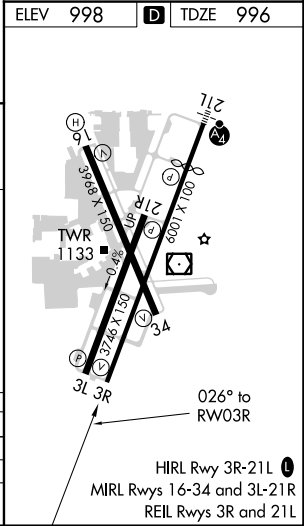 ELEV 998 D TDZE 996
21L
A4
P
H
16
V
3968 X 150
21R
P
UP
6001 X 100
TWR
1133
0.4%
3746 X 150
V
34
P
V
3L 3R
026° to
RW03R
HIRL Rwy 3R-21L L
MIRL Rwys 16-34 and 3L-21R
REIL Rwys 3R and 21L